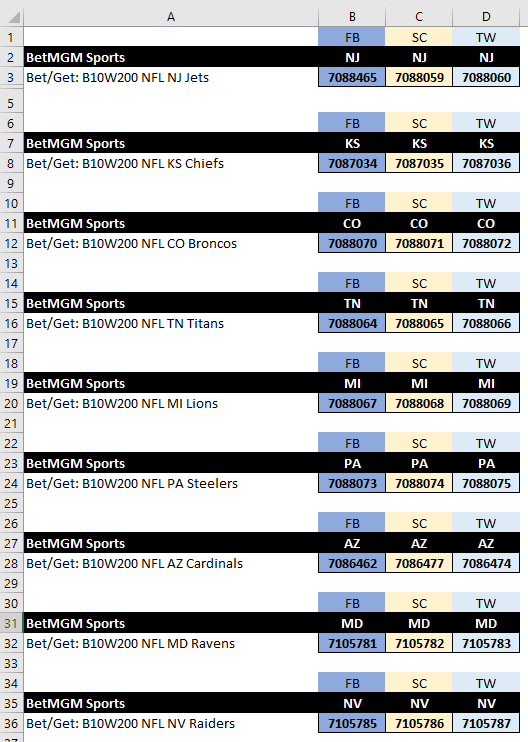 A B C D
1 FB SC TW
2 BetMGM Sports NJ NJ NJ
3 Bet/Get: B10W200 NFL NJ Jets 7088465 7088059 7088060
5
6 FB SC TW
7 BetMGM Sports KS KS KS
8 Bet/Get: B10W200 NFL KS Chiefs 7087034 7087035 7087036
9
10 FB SC TW
11 BetMGM Sports CO CO CO
12 Bet/Get: B10W200 NFL CO Broncos 7088070 7088071 7088072
13
14 FB SC TW
15 BetMGM Sports TN TN TN
16 Bet/Get: B10W200 NFL TN Titans 7088064 7088065 7088066
17
18 FB SC TW
19 BetMGM Sports MI MI MI
20 Bet/Get: B10W200 NFL MI Lions 7088067 7088068 7088069
21
22 FB SC TW
23 BetMGM Sports PA PA PA
24 Bet/Get: B10W200 NFL PA Steelers 7088073 7088074 7088075
25
26 FB SC TW
27 BetMGM Sports AZ AZ AZ
28 Bet/Get: B10W200 NFL AZ Cardinals 7086462 7086477 7086474
29
30 FB SC TW
31 BetMGM Sports MD MD MD
32 Bet/Get: B10W200 NFL MD Ravens 7105781 7105782 7105783
33
34 FB SC TW
35 BetMGM Sports NV NV NV
36 Bet/Get: B10W200 NFL NV Raiders 7105785 7105786 7105787